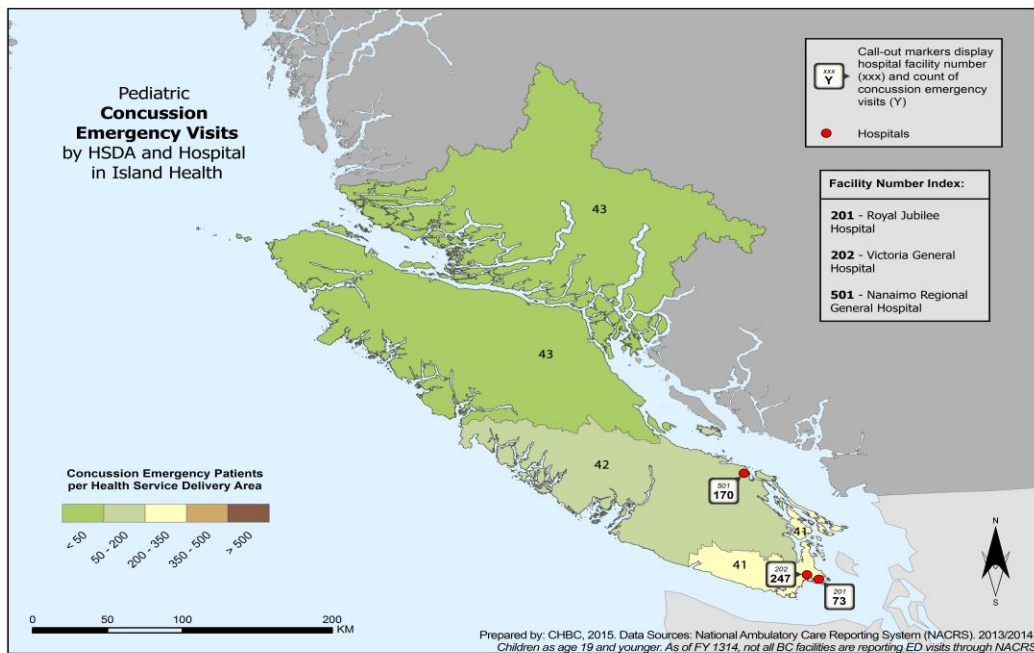 Pediatric
Concussion
Emergency Visits
by HSDA and Hospital
in Island Health
xxx
Y
Call-out markers display
hospital facility number
(xxx) and count of
concussion emergency
visits (Y)
Hospitals
Facility Number Index:
201 - Royal Jubilee
Hospital
202 - Victoria General
Hospital
501 - Nanaimo Regional
General Hospital
43
43
42
501
170
41
41
202
247
201
73
Concussion Emergency Patients
per Health Service Delivery Area
< 50
50 - 200
200 - 350
350 - 500
> 500
N
S
0 50 100 200
KM
Prepared by: CHBC, 2015. Data Sources: National Ambulatory Care Reporting System (NACRS). 2013/2014
Children as age 19 and younger. As of FY 1314, not all BC facilities are reporting ED visits through NACRS